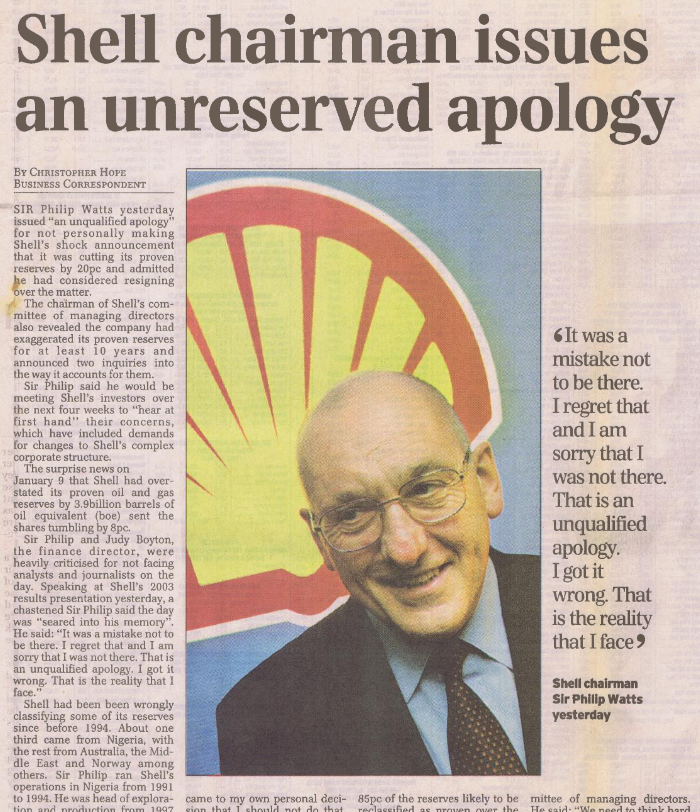 Shell chairman issues
an unreserved apology
BY CHRISTOPHER HOPE
BUSINESS CORRESPONDENT
SIR Philip Watts yesterday
issued "an unqualified apology"
for not personally making
Shell's shock announcement
that it was cutting its proven
reserves by 20pc and admitted
he had considered resigning
over the matter.
The chairman of Shell's com-
mittee of managing directors
also revealed the company had
exaggerated its proven reserves
for at least 10 years and
announced two inquiries into
the way it accounts for them.
Sir Philip said he would be
meeting Shell's investors over
the next four weeks to "hear at
first hand" their concerns,
which have included demands
for changes to Shell's complex
corporate structure.
The surprise news on
January 9 that Shell had over-
stated its proven oil and gas
reserves by 3.9billion barrels of
oil equivalent (boe) sent the
shares tumbling by 8pc.
Sir Philip and Judy Boyton,
the finance director, were
heavily criticised for not facing
analysts and journalists on the
day. Speaking at Shell's 2003
results presentation yesterday, a
chastened Sir Philip said the day
was "seared into his memory".
He said: "It was a mistake not to
be there. I regret that and I am
sorry that I was not there. That is
an unqualified apology. I got it
wrong. That is the reality that I
face."
Shell had been been wrongly
classifying some of its reserves
since before 1994. About one
third came from Nigeria, with
the rest from Australia, the Mid-
dle East and Norway among
others. Sir Philip ran Shell's
operations in Nigeria from 1991
to 1994. He was head of explora-
tion and production from 1997
‘It was a
mistake not
to be there.
I regret that
and I am
sorry that I
was not there.
That is an
unqualified
apology.
I got it
wrong. That
is the reality
that I face’
Shell chairman
Sir Philip Watts
yesterday
came to my own personal deci-
sion that I should not do that.
85pc of the reserves likely to be
reclassified as proven over the
mittee of managing directors.
He said: "We need to think hard